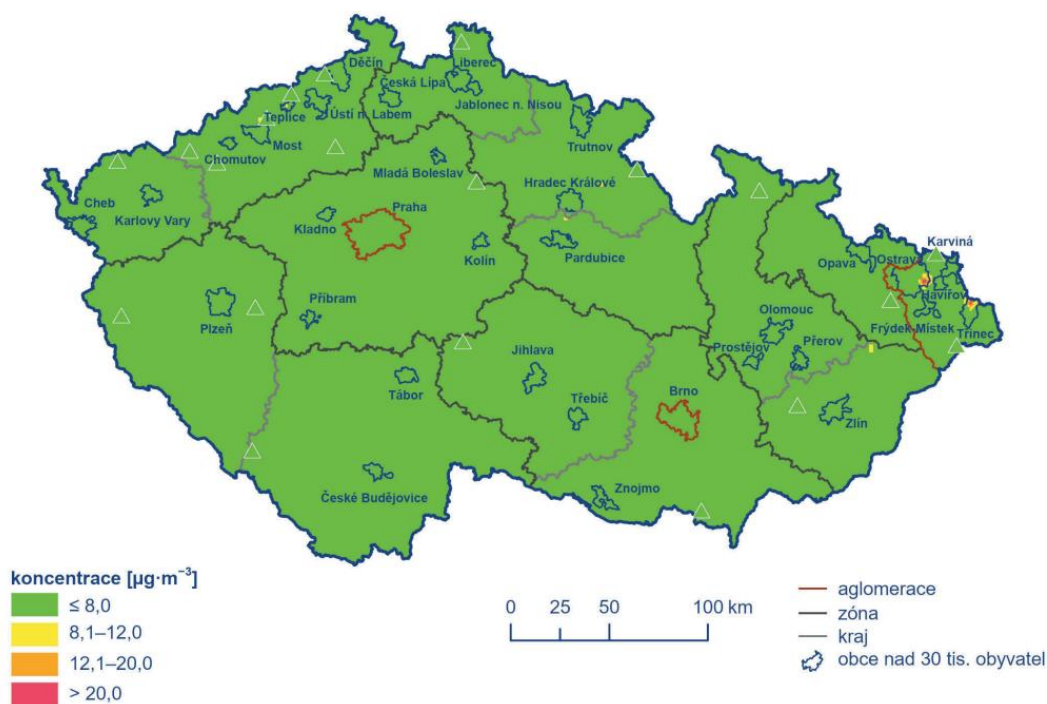 Děčín
Liberec
Česká Lípa
Jablonec n. Nisou
Teplice
Ústí n. Labem
Most
Chomutov
Trutnov
Mladá Boleslav
Hradec Králové
Cheb
Karlovy Vary
Praha
Kladno
Kolín
Pardubice
Karviná
Opava
Ostrava
Havířov
Příbram
Plzeň
Olomouc
Frýdek-Místek
Třinec
Prostějov
Přerov
Jihlava
Tábor
Třebíč
Brno
Zlín
České Budějovice
Znojmo
koncentrace [µg·m⁻³]
≤ 8,0
8,1–12,0
12,1–20,0
> 20,0
0 25 50 100 km
aglomerace
zóna
kraj
obce nad 30 tis. obyvatel